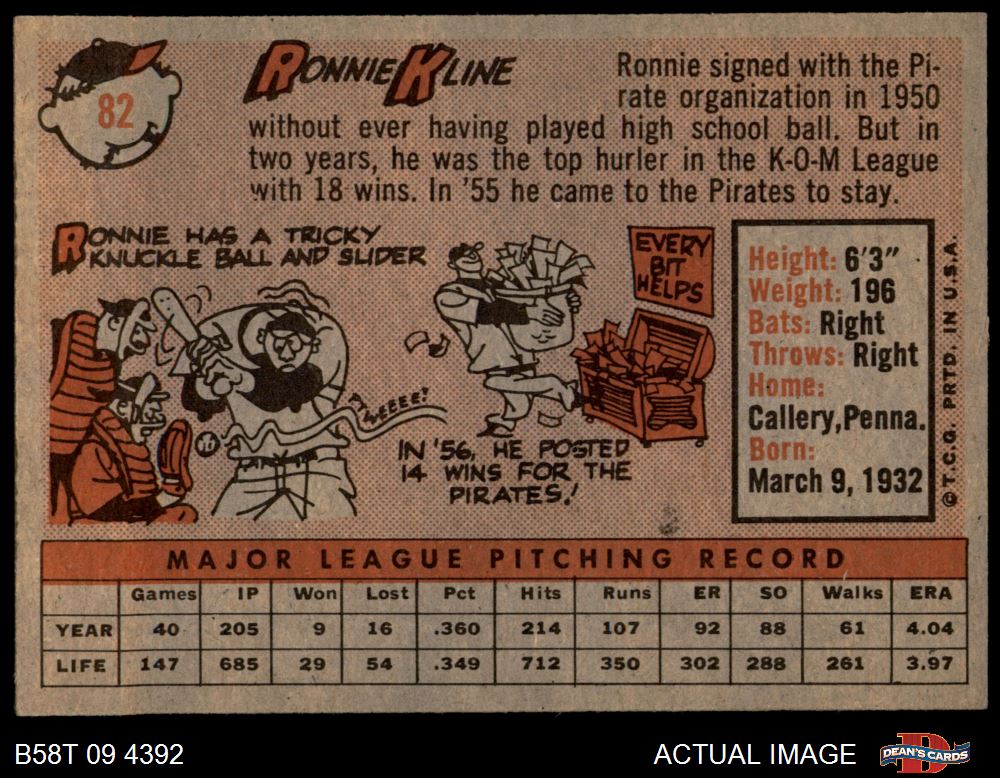 82
RONNIE KLINE
Ronnie signed with the Pi-
rate organization in 1950
without ever having played high school ball. But in
two years, he was the top hurler in the K-O-M League
with 18 wins. In '55 he came to the Pirates to stay.
RONNIE HAS A TRICKY
KNUCKLE BALL AND SLIDER
EVERY
BIT
HELPS
IN '56, HE POSTED
14 WINS FOR THE
PIRATES!
Height: 6'3"
Weight: 196
Bats: Right
Throws: Right
Home:
Callery, Penna.
Born:
March 9, 1932
© T.C.G. PRTD. IN U.S.A.
MAJOR LEAGUE PITCHING RECORD
Games IP Won Lost Pct Hits Runs ER SO Walks ERA
YEAR 40 205 9 16 .360 214 107 92 88 61 4.04
LIFE 147 685 29 54 .349 712 350 302 288 261 3.97
B58T 09 4392
ACTUAL IMAGE
DEAN'S CARDS